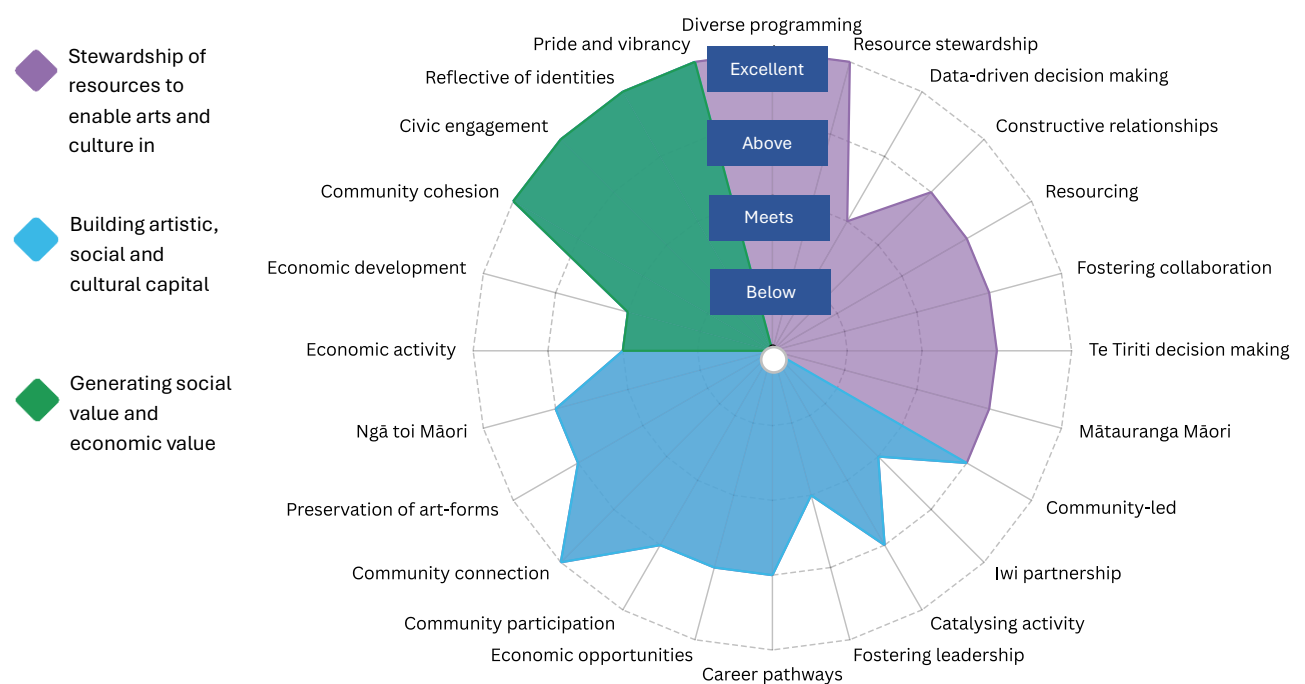 Stewardship of
resources to
enable arts and
culture in
Building artistic,
social and
cultural capital
Generating social
value and
economic value
Diverse programming
Resource stewardship
Data-driven decision making
Constructive relationships
Resourcing
Fostering collaboration
Te Tiriti decision making
Mātauranga Māori
Community-led
Iwi partnership
Catalysing activity
Fostering leadership
Career pathways
Economic opportunities
Community participation
Community connection
Preservation of art-forms
Ngā toi Māori
Economic activity
Economic development
Community cohesion
Civic engagement
Reflective of identities
Pride and vibrancy
Excellent
Above
Meets
Below